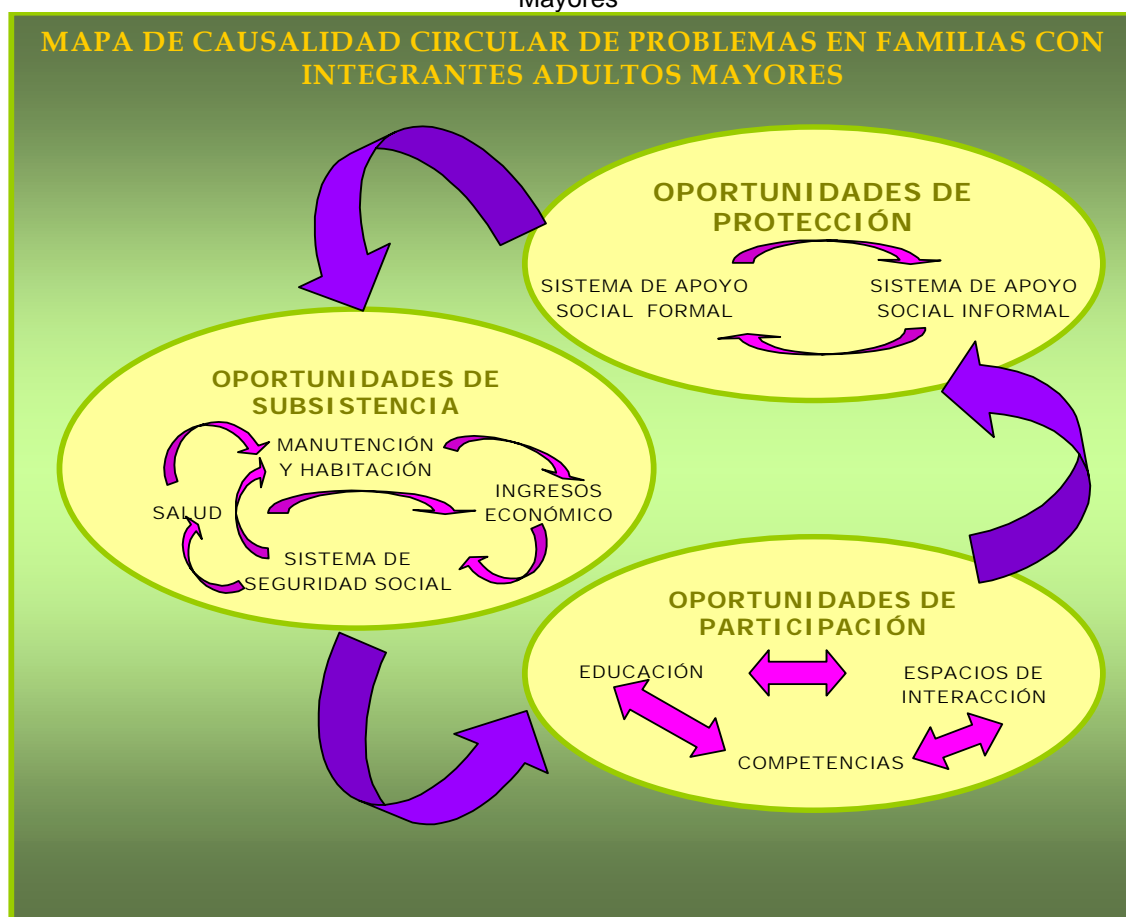 Mayores
MAPA DE CAUSALIDAD CIRCULAR DE PROBLEMAS EN FAMILIAS CON
INTEGRANTES ADULTOS MAYORES
OPORTUNIDADES DE
PROTECCIÓN
SISTEMA DE APOYO
SOCIAL FORMAL
SISTEMA DE APOYO
SOCIAL INFORMAL
OPORTUNIDADES DE
SUBSISTENCIA
MANUTENCIÓN
Y HABITACIÓN
INGRESOS
ECONÓMICO
SALUD
SISTEMA DE
SEGURIDAD SOCIAL
OPORTUNIDADES DE
PARTICIPACIÓN
EDUCACIÓN
ESPACIOS DE
INTERACCIÓN
COMPETENCIAS